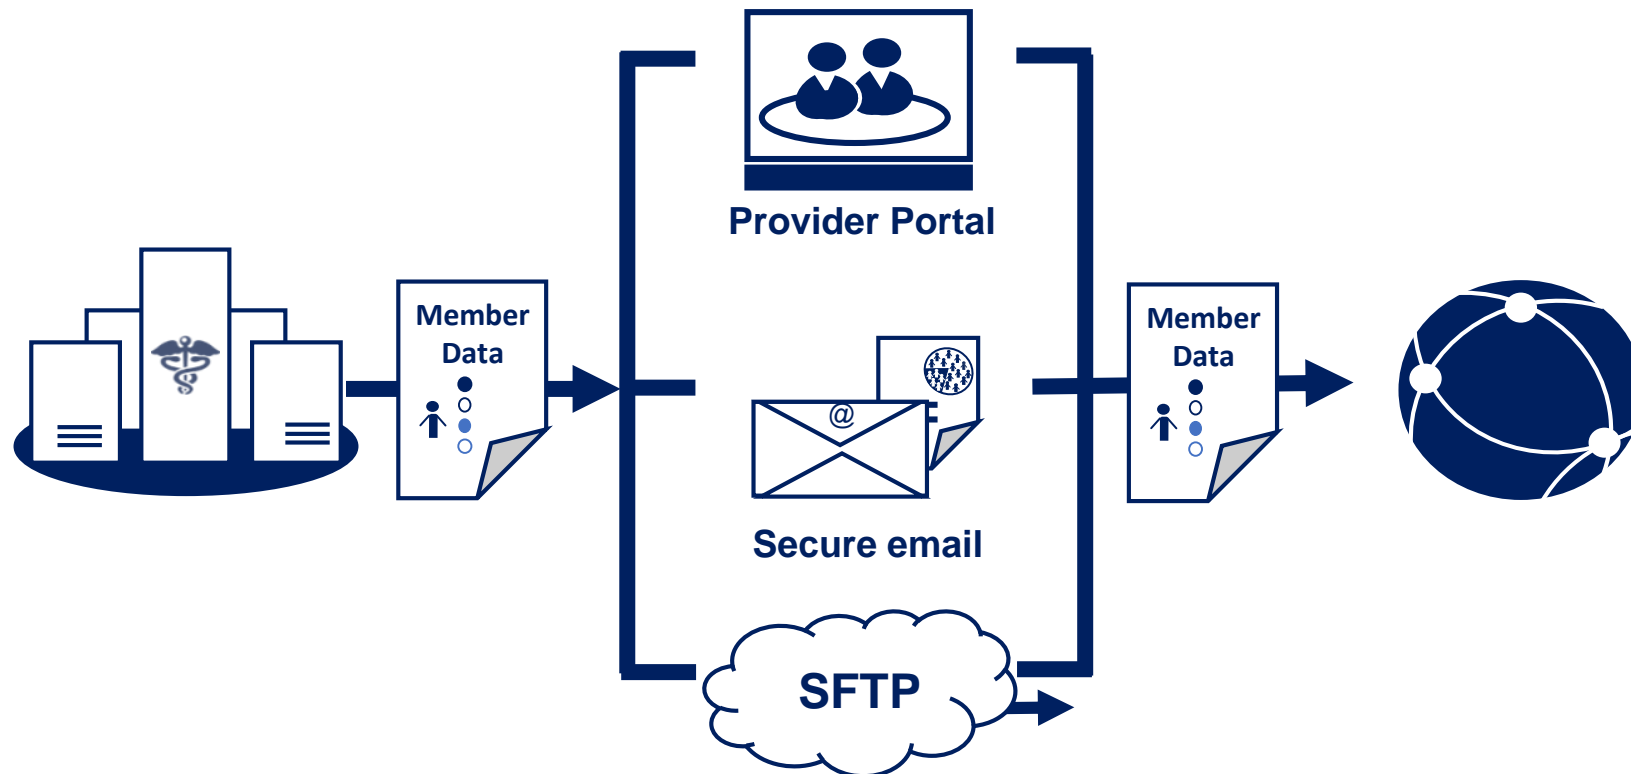 Provider Portal
Member
Data
Member
Data
@
Secure email
SFTP